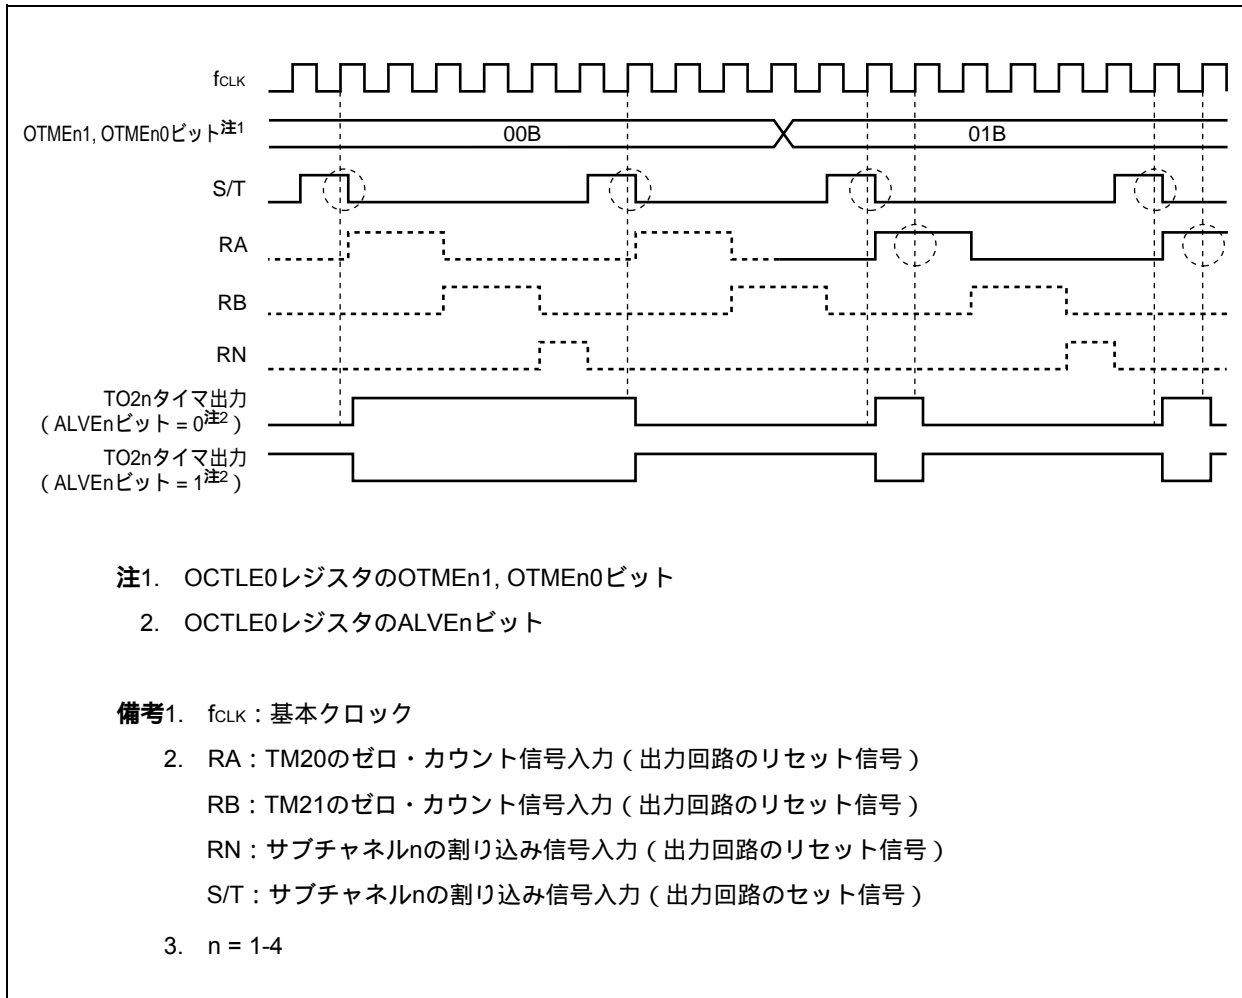 fCLK
OTMEn1, OTMEn0ビット注1
00B
01B
S/T
RA
RB
RN
TO2nタイマ出力
（ALVEnビット = 0注2）
TO2nタイマ出力
（ALVEnビット = 1注2）
注1. OCTLE0レジスタのOTMEn1, OTMEn0ビット
2. OCTLE0レジスタのALVEnビット
備考1. fCLK：基本クロック
2. RA：TM20のゼロ・カウント信号入力（出力回路のリセット信号）
RB：TM21のゼロ・カウント信号入力（出力回路のリセット信号）
RN：サブチャネルnの割り込み信号入力（出力回路のリセット信号）
S/T：サブチャネルnの割り込み信号入力（出力回路のセット信号）
3. n = 1-4